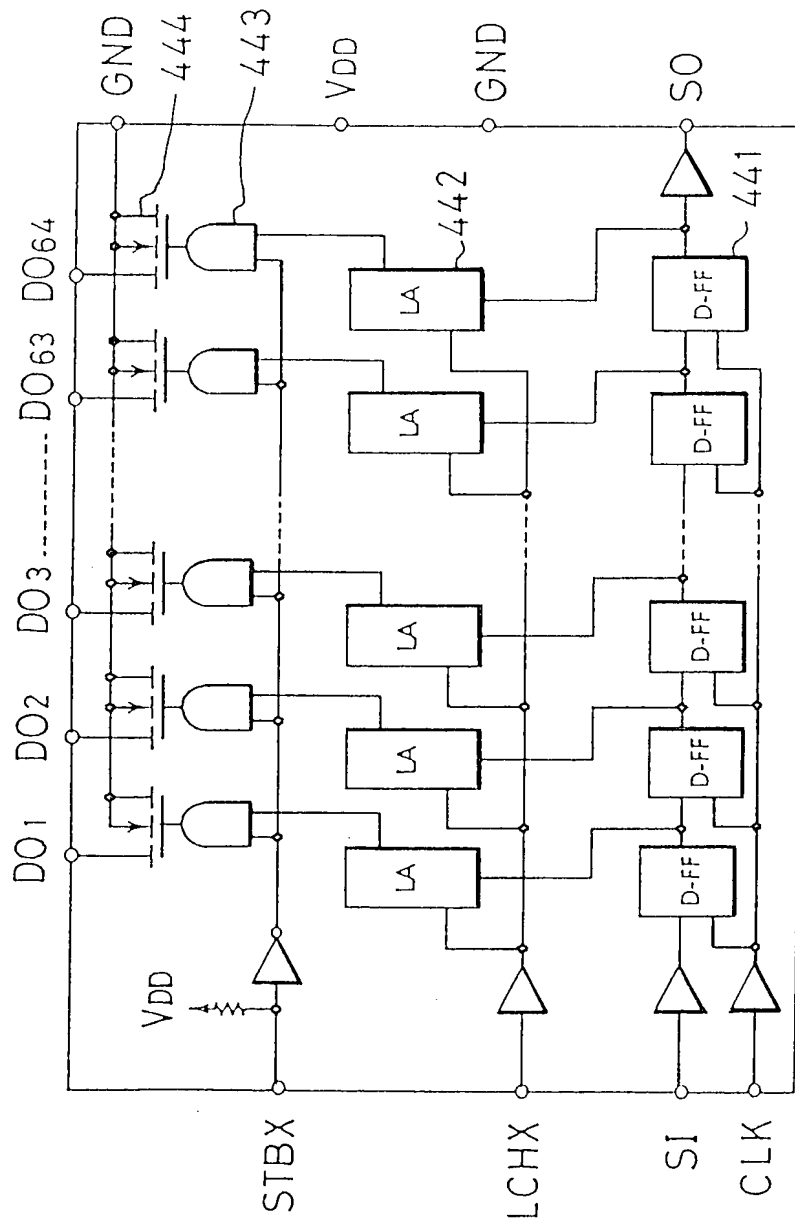 DO1 DO2 DO3 DO63 DO64
GND
444
443
VDD
VDD
GND
STBX
LA LA LA LA LA
442
LCHX
SO
D-FF D-FF D-FF D-FF D-FF
441
SI
CLK